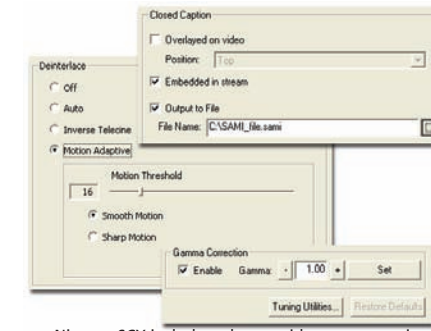 Closed Caption
Overlayed on video
Position: Top
Embedded in stream
Output to File
File Name: C:\SAMI_file.sami
Deinterlace
Off
Auto
Inverse Telecine
Motion Adaptive
Motion Threshold
16
Smooth Motion
Sharp Motion
Gamma Correction
Enable Gamma: - 1.00 + Set
Tuning Utilities... Restore Defaults